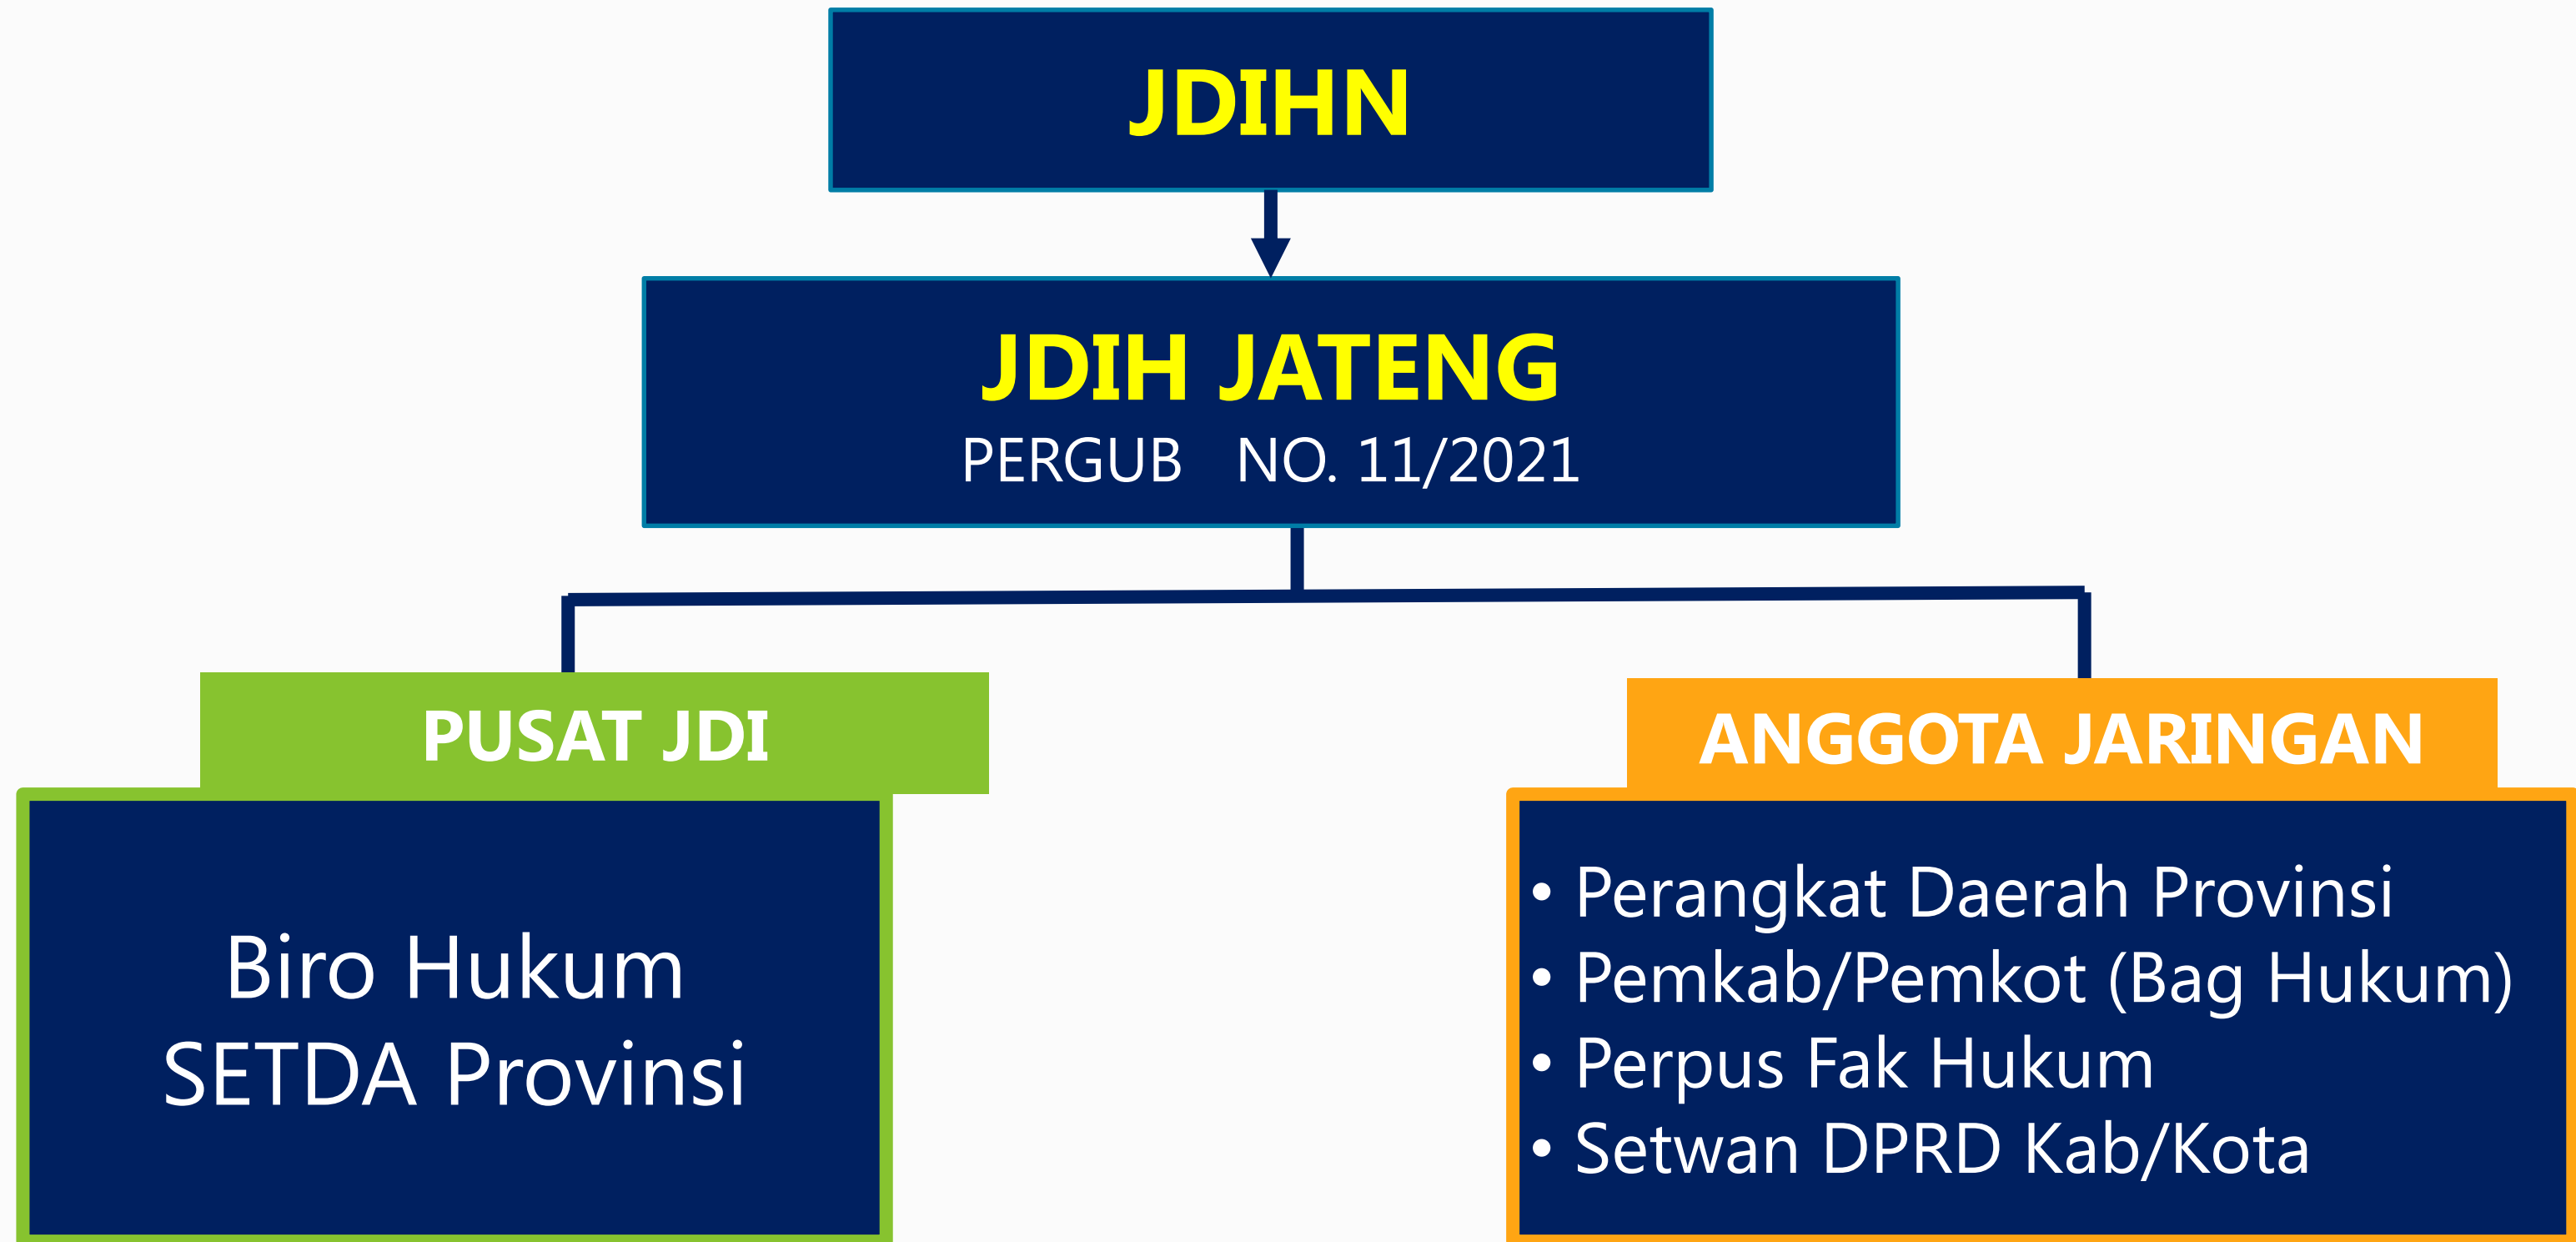 JDIHN
JDIH JATENG
PERGUB NO. 11/2021
PUSAT JDI
Biro Hukum
SETDA Provinsi
ANGGOTA JARINGAN
• Perangkat Daerah Provinsi
• Pemkab/Pemkot (Bag Hukum)
• Perpus Fak Hukum
• Setwan DPRD Kab/Kota